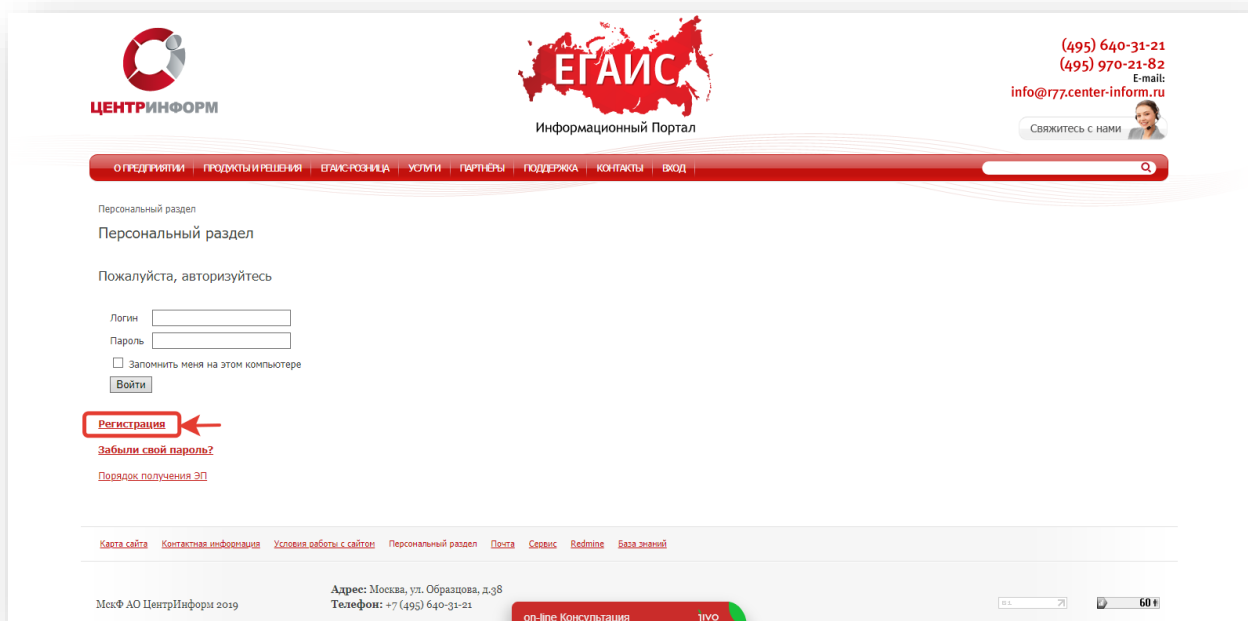 ЦЕНТРИНФОРМ
ЕГАИС
Информационный Портал
(495) 640-31-21
(495) 970-21-82
E-mail:
info@r77.center-inform.ru
Свяжитесь с нами
О ПРЕДПРИЯТИИ ПРОДУКТЫ И РЕШЕНИЯ ЕГАИС-РОЗНИЦА УСЛУГИ ПАРТНЁРЫ ПОДДЕРЖКА КОНТАКТЫ ВХОД
Персональный раздел
Персональный раздел
Пожалуйста, авторизуйтесь
Логин
Пароль
Запомнить меня на этом компьютере
Войти
Регистрация
Забыли свой пароль?
Порядок получения ЭП
Карта сайта Контактная информация Условия работы с сайтом Персональный раздел Почта Сервис Redmine База знаний
Адрес: Москва, ул. Образцова, д.38
МскФ АО ЦентрИнформ 2019 Телефон: +7 (495) 640-31-21
60
on-line Консультация jivo